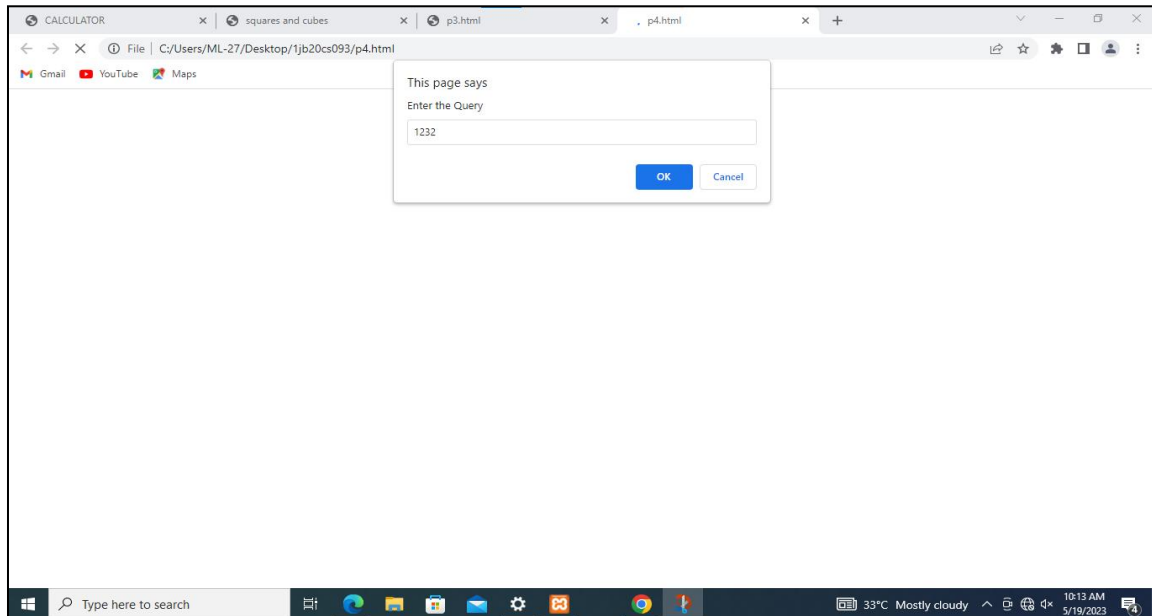 CALCULATOR
squares and cubes
p3.html
p4.html
File
C:/Users/ML-27/Desktop/1jb20cs093/p4.html
Gmail
YouTube
Maps
This page says
Enter the Query
1232
OK
Cancel
Type here to search
33°C Mostly cloudy
10:13 AM
5/19/2023
4